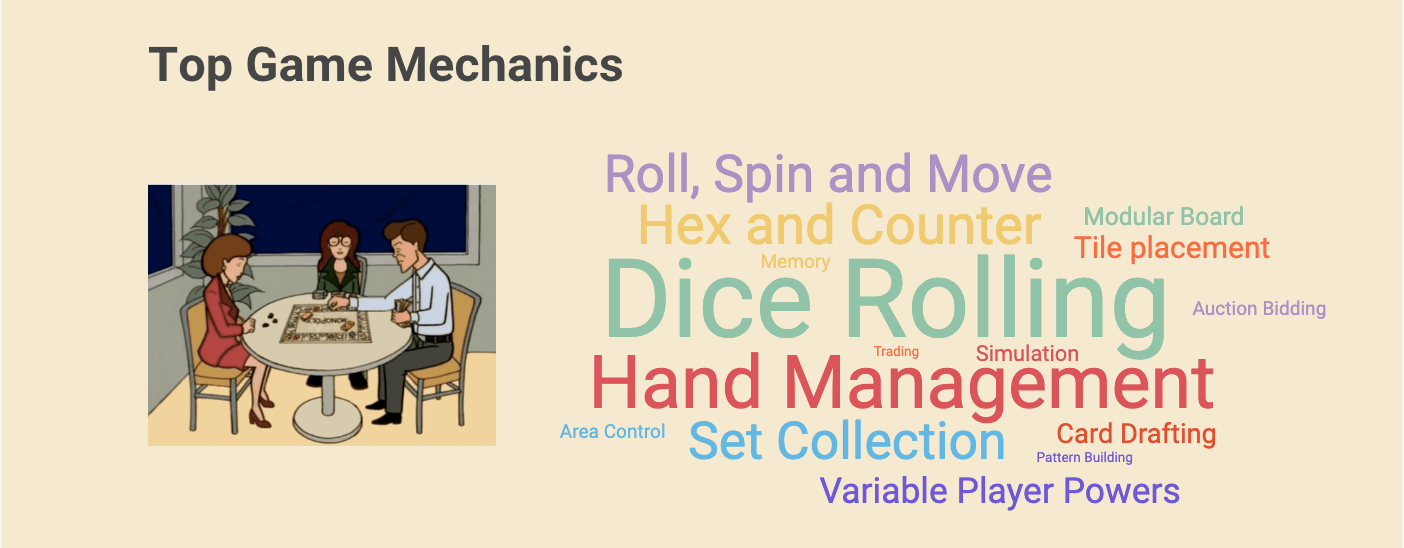 Top Game Mechanics
MONOPOLY
Roll, Spin and Move
Hex and Counter
Modular Board
Tile placement
Memory
Dice Rolling
Auction Bidding
Trading
Simulation
Hand Management
Area Control
Set Collection
Card Drafting
Pattern Building
Variable Player Powers